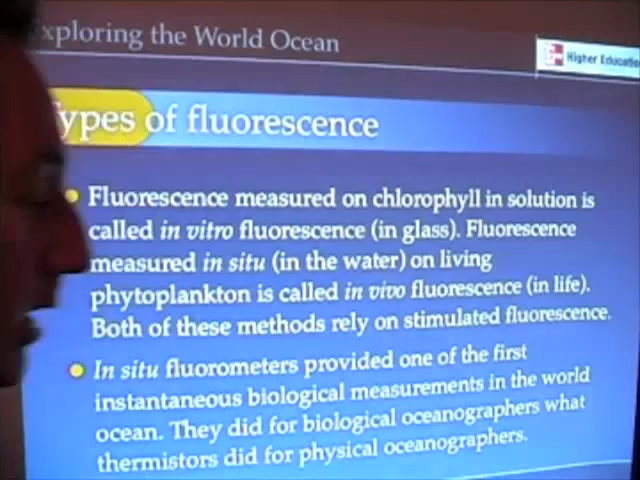 xploring the World Ocean
Higher Educatio
Types of fluorescence
Fluorescence measured on chlorophyll in solution is
called in vitro fluorescence (in glass). Fluorescence
measured in situ (in the water) on living
phytoplankton is called in vivo fluorescence (in life).
Both of these methods rely on stimulated fluorescence.
In situ fluorometers provided one of the first
instantaneous biological measurements in the world
ocean. They did for biological oceanographers what
thermistors did for physical oceanographers.